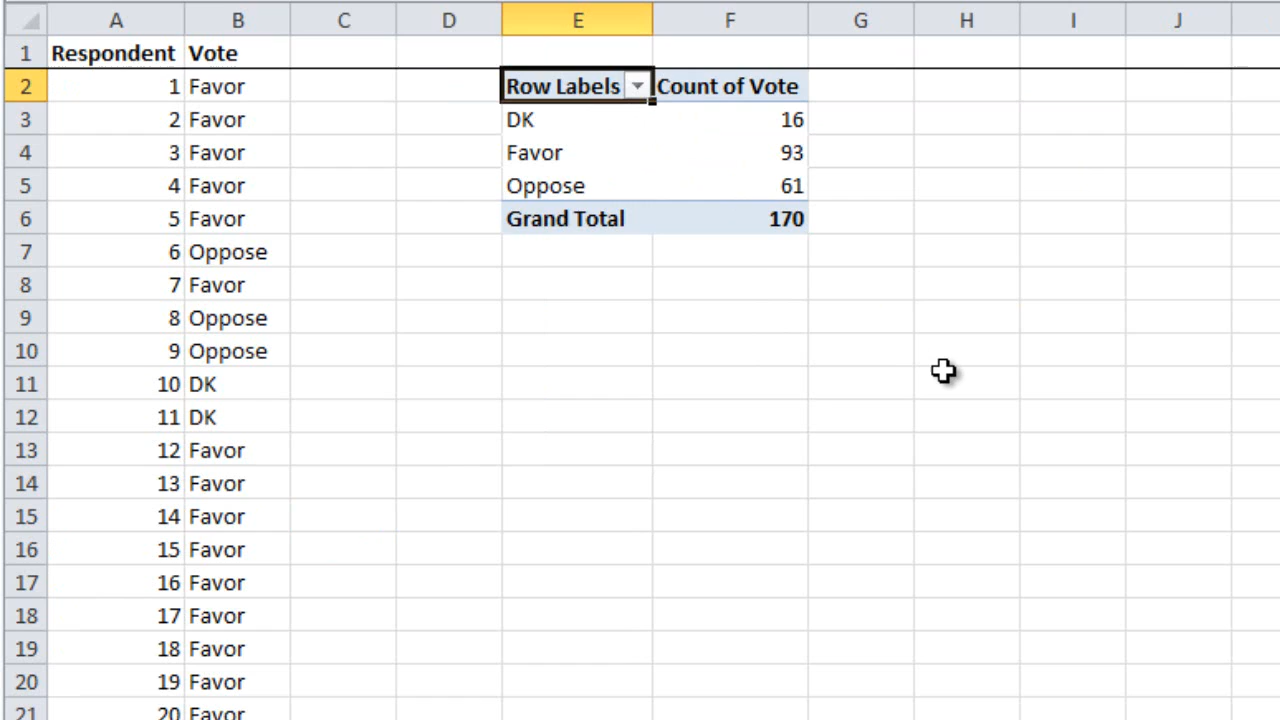 A B C D E F G H I J
1 Respondent Vote
2 1 Favor Row Labels Count of Vote
3 2 Favor DK 16
4 3 Favor Favor 93
5 4 Favor Oppose 61
6 5 Favor Grand Total 170
7 6 Oppose
8 7 Favor
9 8 Oppose
10 9 Oppose
11 10 DK
12 11 DK
13 12 Favor
14 13 Favor
15 14 Favor
16 15 Favor
17 16 Favor
18 17 Favor
19 18 Favor
20 19 Favor
21 20 Favor